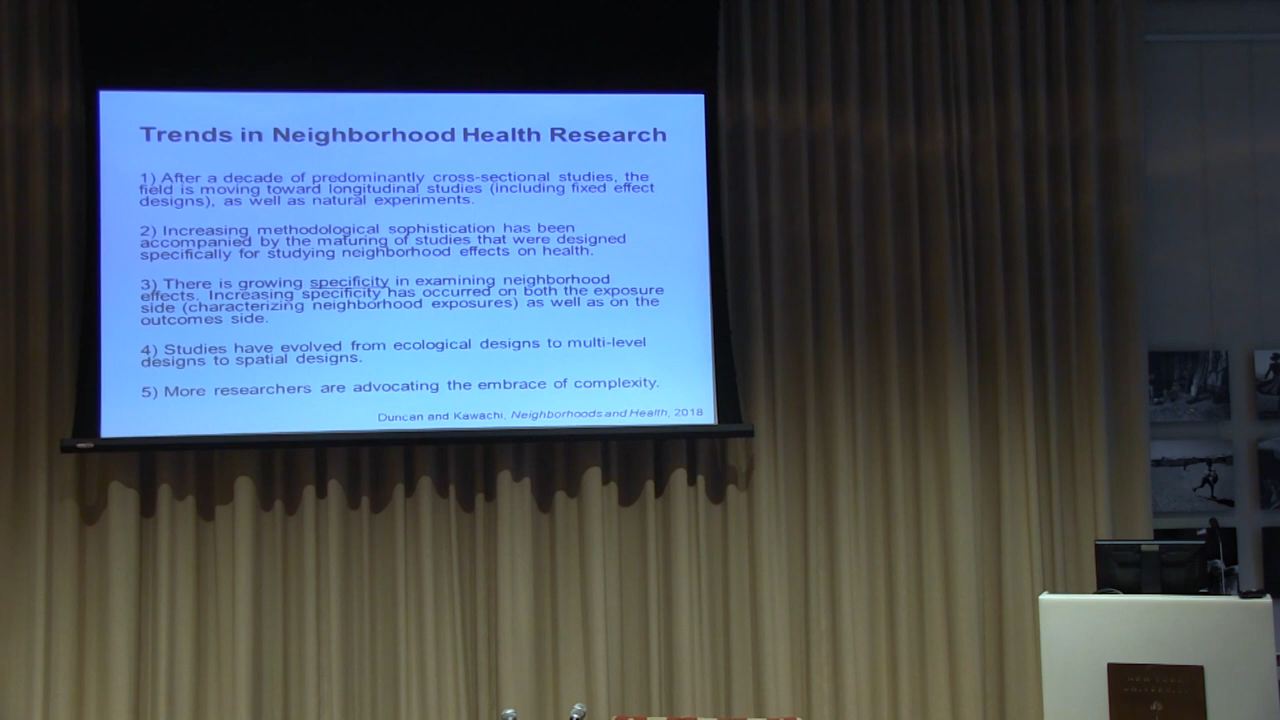 Trends in Neighborhood Health Research
1) After a decade of predominantly cross-sectional studies, the
field is moving toward longitudinal studies (including fixed effect
designs), as well as natural experiments.
2) Increasing methodological sophistication has been
accompanied by the maturing of studies that were designed
specifically for studying neighborhood effects on health.
3) There is growing specificity in examining neighborhood
effects. Increasing specificity has occurred on both the exposure
side (characterizing neighborhood exposures) as well as on the
outcomes side.
4) Studies have evolved from ecological designs to multi-level
designs to spatial designs.
5) More researchers are advocating the embrace of complexity.
Duncan and Kawachi, Neighborhoods and Health, 2018
NEW YORK
UNIVERSITY